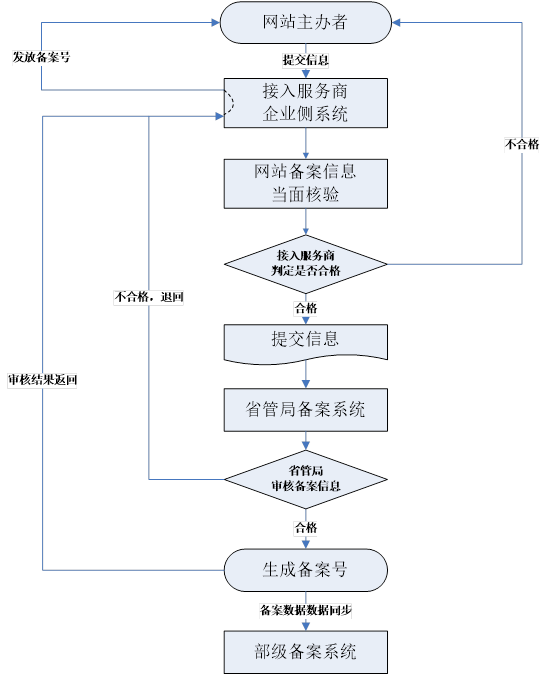 网站主办者
发放备案号
提交信息
接入服务商
企业侧系统
不合格
网站备案信息
当面核验
接入服务商
判定是否合格
不合格，退回
合格
提交信息
审核结果返回
省管局备案系统
省管局
审核备案信息
合格
生成备案号
备案数据数据同步
部级备案系统